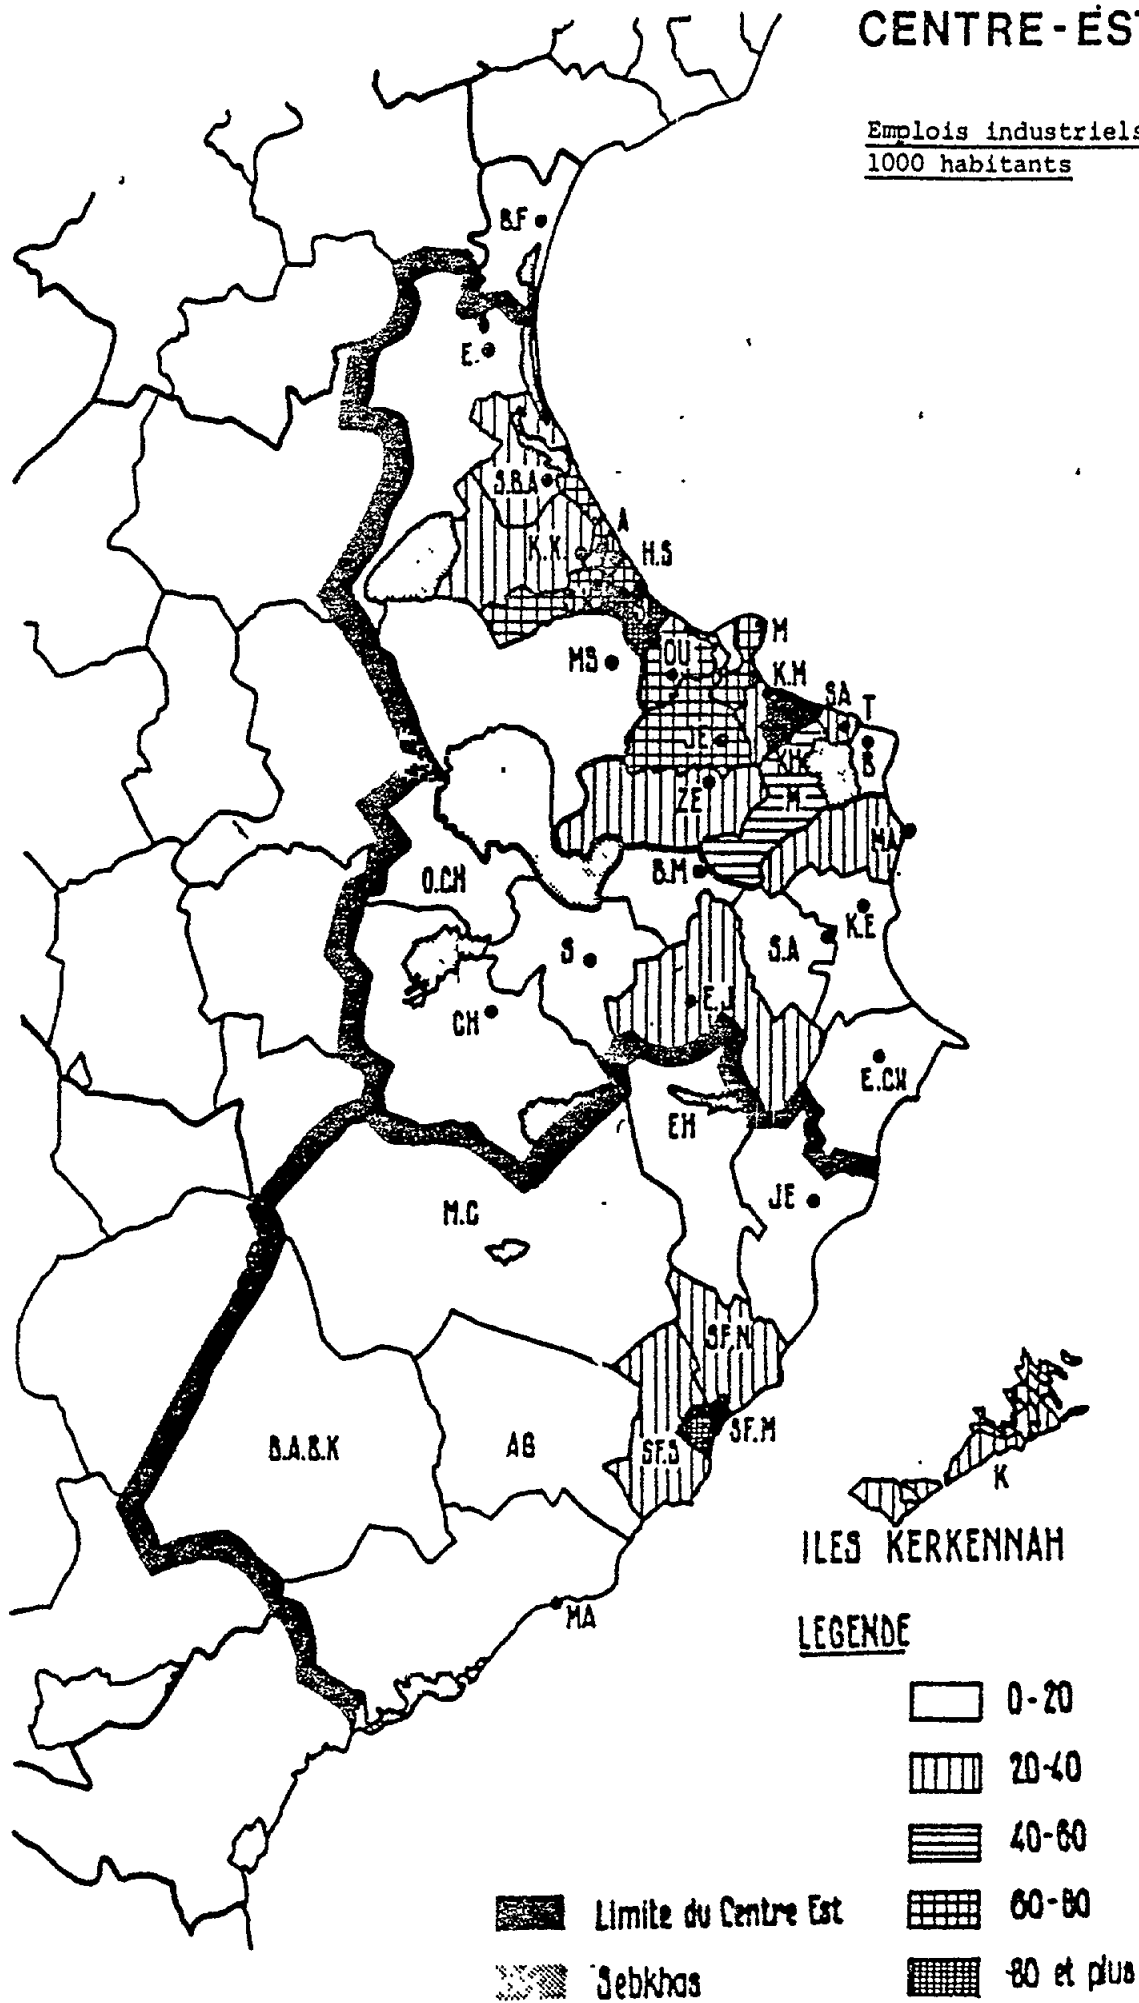 CENTRE-EST
Emplois industriels
1000 habitants
B.F
E.
S.B.A
A
K.K.
H.S
M
MS
OU
K.M
SA
T
JE
KH
B
ZE
M
MA
B.M
O.CH
K.E
S.A
S
E.J
CH
E.CH
EH
JE
M.C
SF.N
SF.M
B.A.B.K
AG
SF.S
K
ILES KERKENNAH
MA
LEGENDE
0-20
20-40
40-60
60-80
80 et plus
Limite du Centre Est
Sebkhas